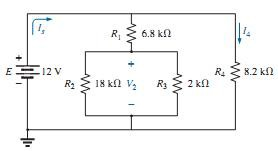 I_s
R_1 6.8 kΩ
I_4
+
E 12 V
−
R_2 18 kΩ
+
V_2
−
R_3 2 kΩ
R_4 8.2 kΩ